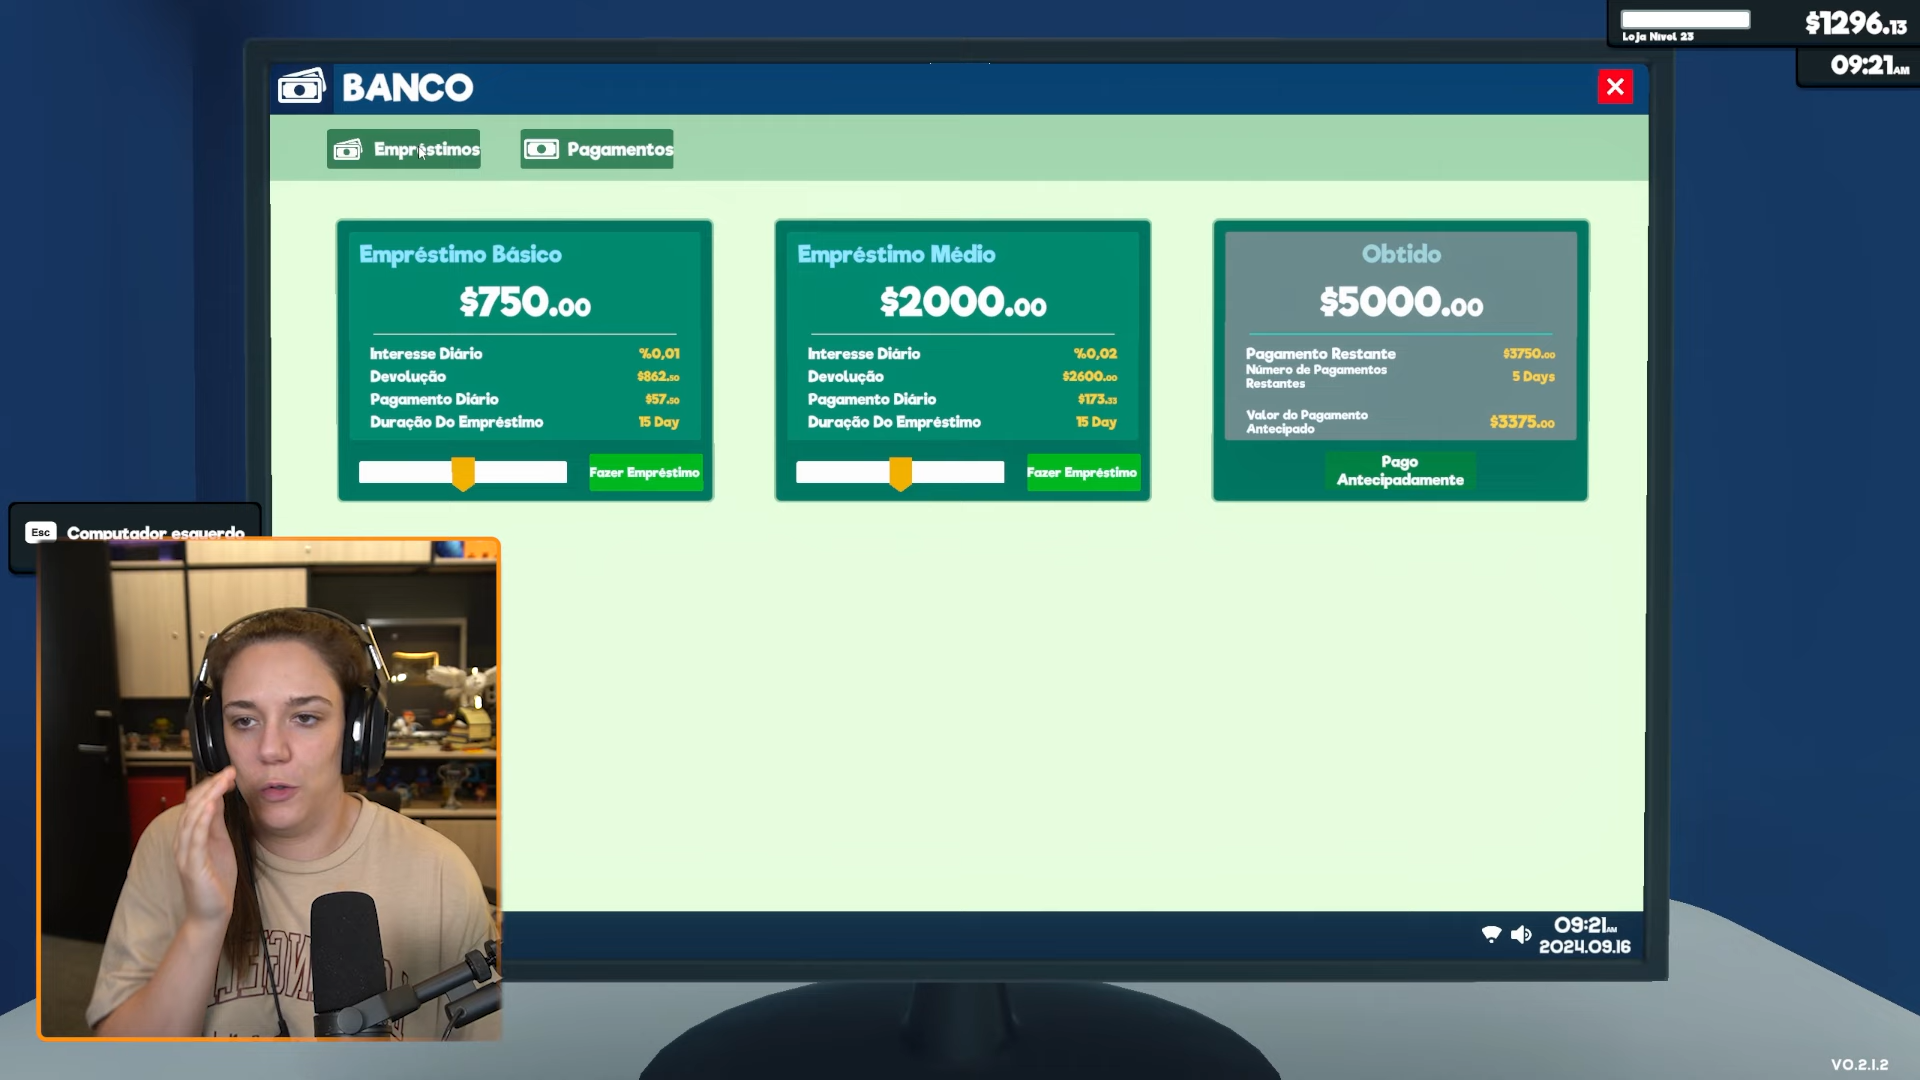 Loja Nivel 23
$1296.13
09:21AM
BANCO
Empréstimos
Pagamentos
Empréstimo Básico
$750.00
Interesse Diário %0,01
Devolução $862.50
Pagamento Diário $57.50
Duração Do Empréstimo 15 Day
Fazer Empréstimo
Empréstimo Médio
$2000.00
Interesse Diário %0,02
Devolução $2600.00
Pagamento Diário $173.33
Duração Do Empréstimo 15 Day
Fazer Empréstimo
Obtido
$5000.00
Pagamento Restante $3750.00
Número de Pagamentos
Restantes 5 Days
Valor do Pagamento
Antecipado $3375.00
Pago
Antecipadamente
Esc Computador esquerdo
09:21AM
2024.09.16
V0.2.1.2